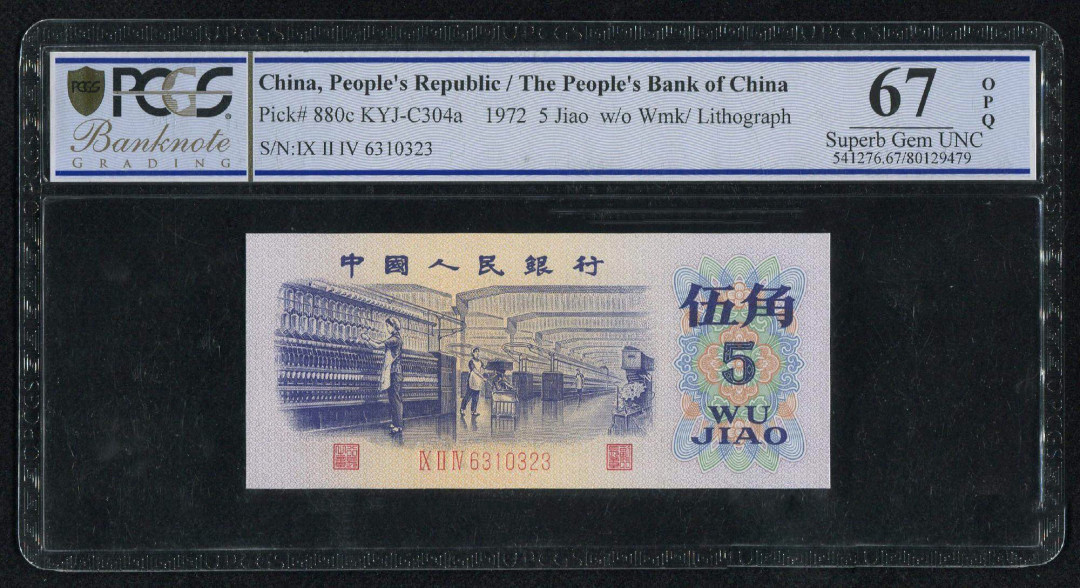 PCGS
PCGS
Banknote
GRADING
China, People's Republic / The People's Bank of China
Pick# 880c KYJ-C304a 1972 5 Jiao w/o Wmk/ Lithograph
S/N:IX II IV 6310323
67
Superb Gem UNC
541276.67/80129479
OPQ
中國人民銀行
伍角
5
WU
JIAO
IX II IV 6310323